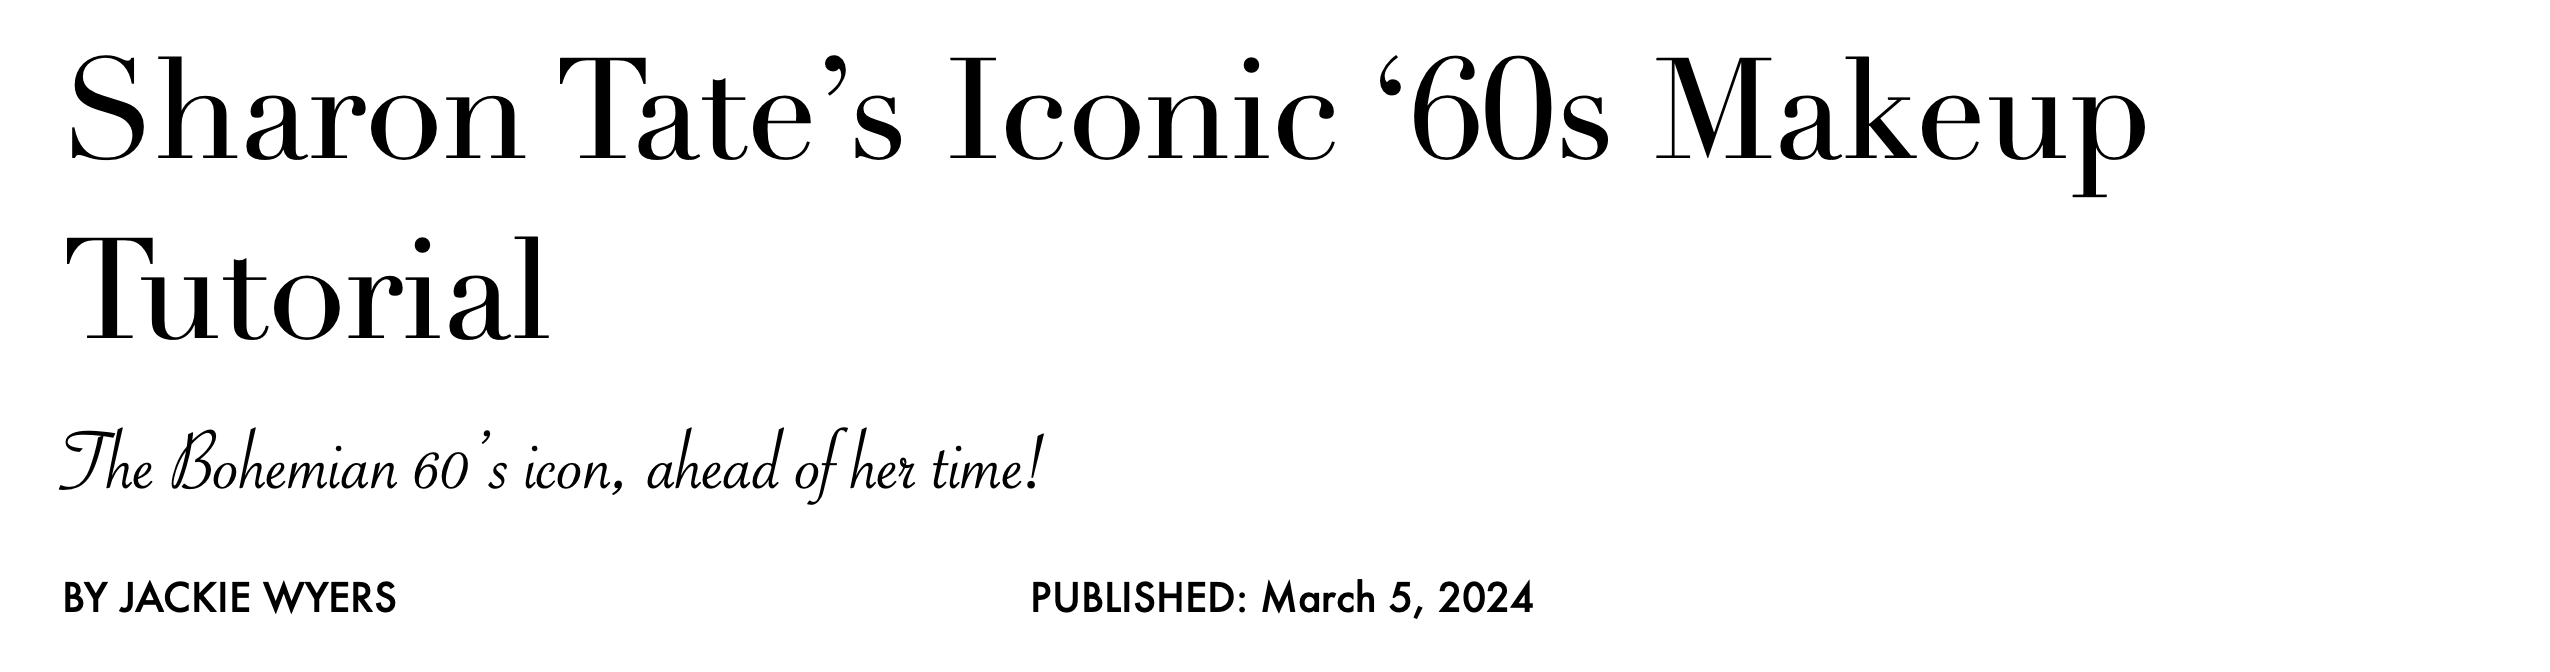 Sharon Tate’s Iconic ‘60s Makeup
Tutorial
The Bohemian 60’s icon, ahead of her time!
BY JACKIE WYERS
PUBLISHED: March 5, 2024